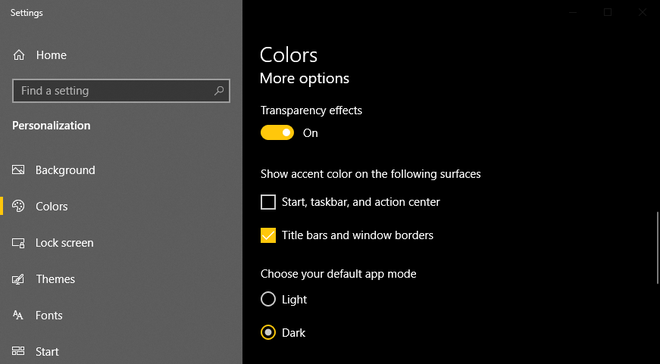 Settings
Home
Find a setting
Personalization
Background
Colors
Lock screen
Themes
Fonts
Start
Colors
More options
Transparency effects
On
Show accent color on the following surfaces
Start, taskbar, and action center
Title bars and window borders
Choose your default app mode
Light
Dark